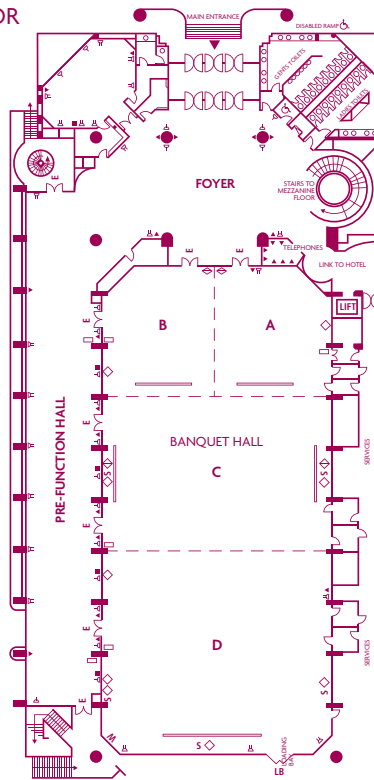 OR
MAIN ENTRANCE
DISABLED RAMP
GENTS TOILETS
LADIES TOILETS
FOYER
STAIRS TO
MEZZANINE
FLOOR
TELEPHONES
LINK TO HOTEL
LIFT
E
E
E
B
A
E
PRE-FUNCTION HALL
BANQUET HALL
C
SERVICES
E
S
S
E
D
E
SERVICES
S
S
E
W
S
LOADING
BAY
LB